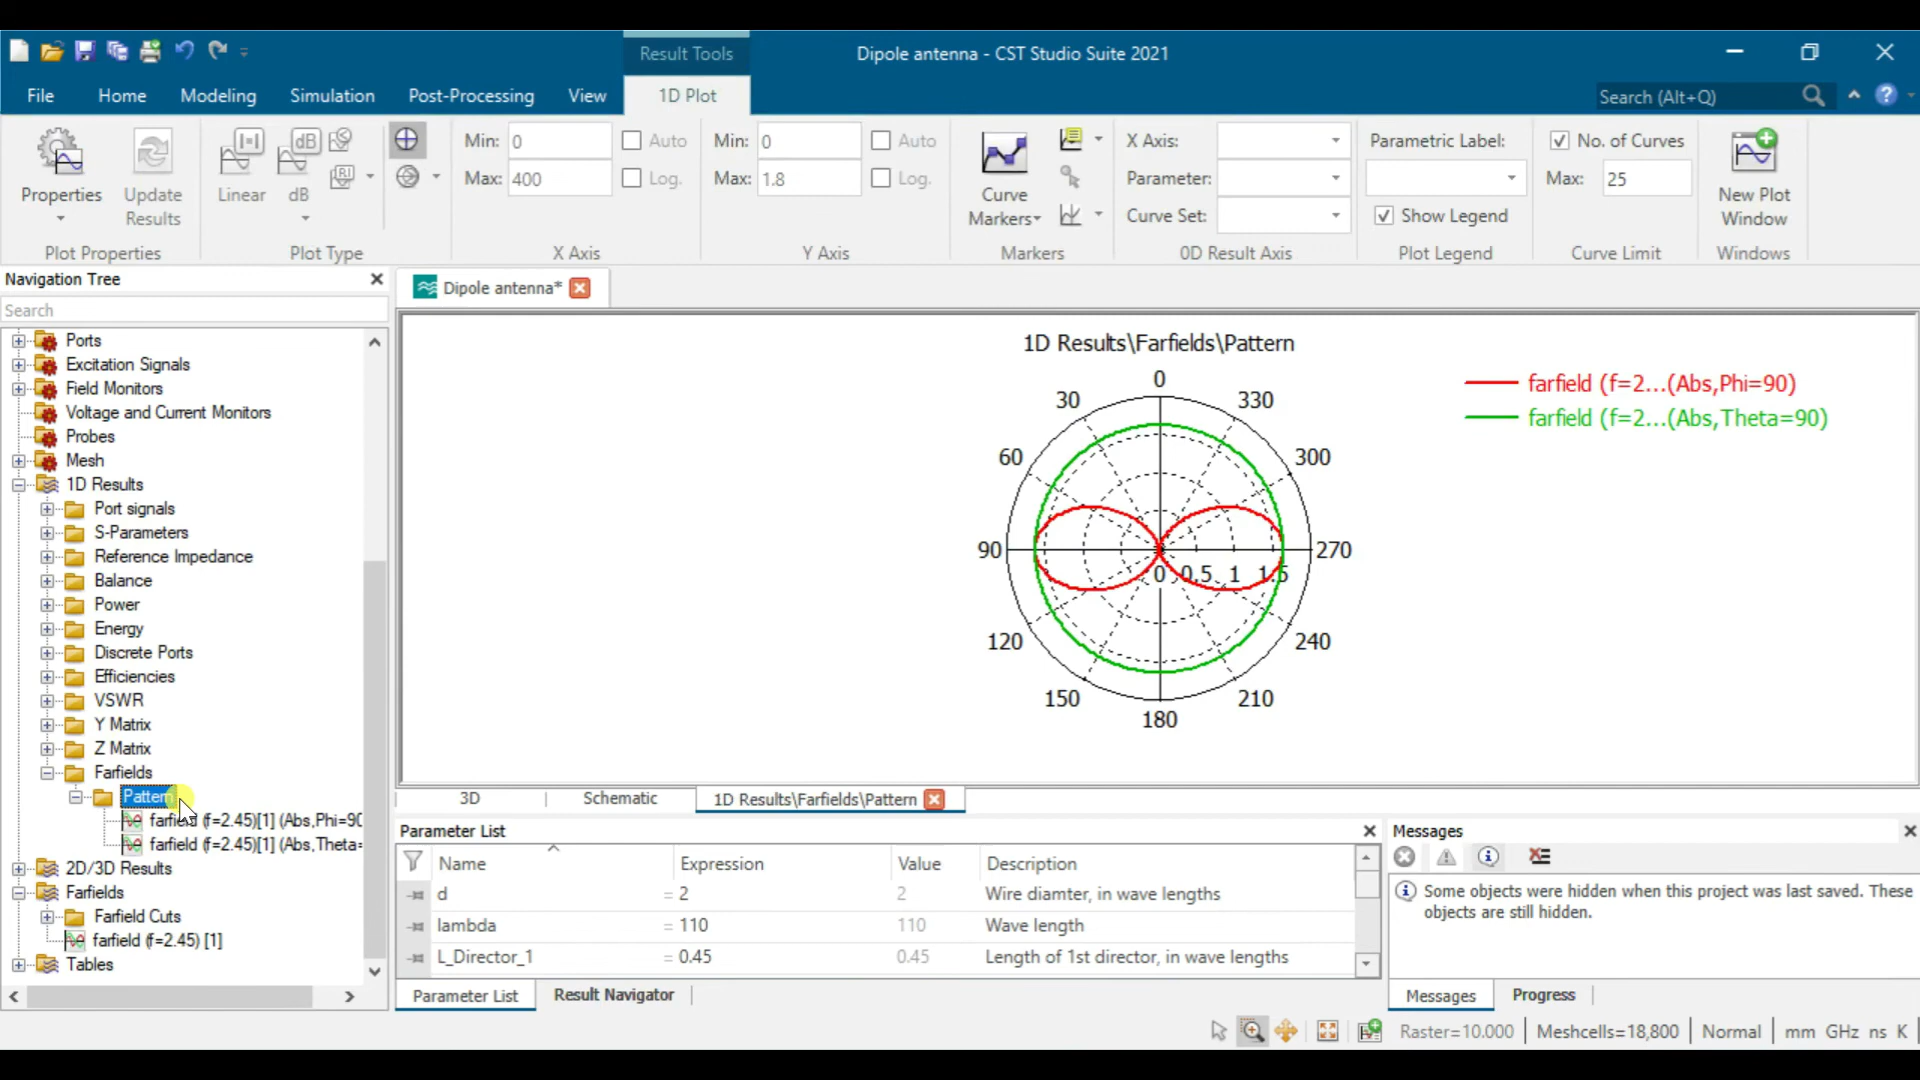 Result Tools
Dipole antenna - CST Studio Suite 2021
File Home Modeling Simulation Post-Processing View 1D Plot
Search (Alt+Q)
Properties
Update Results
Plot Properties
Linear
dB
Plot Type
Min: 0 Auto
Max: 400 Log.
X Axis
Min: 0 Auto
Max: 1.8 Log.
Y Axis
Curve Markers
Markers
X Axis:
Parameter:
Curve Set:
0D Result Axis
Parametric Label:
Show Legend
Plot Legend
No. of Curves
Max: 25
Curve Limit
New Plot Window
Windows
Navigation Tree
Search
Ports
Excitation Signals
Field Monitors
Voltage and Current Monitors
Probes
Mesh
1D Results
Port signals
S-Parameters
Reference Impedance
Balance
Power
Energy
Discrete Ports
Efficiencies
VSWR
Y Matrix
Z Matrix
Farfields
Pattern
farfield (f=2.45)[1] (Abs,Phi=90
farfield (f=2.45)[1] (Abs,Theta=
2D/3D Results
Farfields
Farfield Cuts
farfield (f=2.45) [1]
Tables
Dipole antenna*
1D Results\Farfields\Pattern
farfield (f=2...(Abs,Phi=90)
farfield (f=2...(Abs,Theta=90)
0
30 330
60 300
90 270
0 0.5 1 1.5
120 240
150 210
180
3D Schematic 1D Results\Farfields\Pattern
Parameter List
Name Expression Value Description
d = 2 2 Wire diamter, in wave lengths
lambda = 110 110 Wave length
L_Director_1 = 0.45 0.45 Length of 1st director, in wave lengths
Parameter List Result Navigator
Messages
Some objects were hidden when this project was last saved. These
objects are still hidden.
Messages Progress
Raster=10.000 Meshcells=18,800 Normal mm GHz ns K